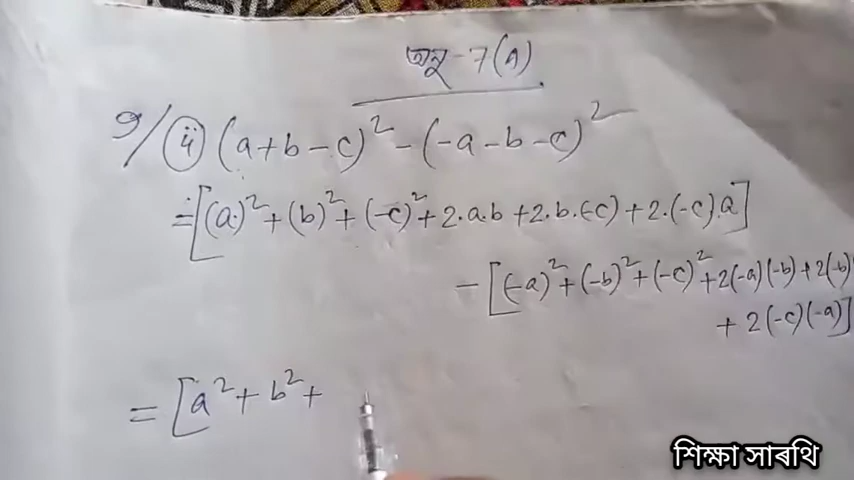 অনু-7(A)
9/ (ii) (a+b-c)² - (-a-b-c)²
= [(a)² + (b)² + (-c)² + 2.a.b + 2.b.(-c) + 2.(-c).a]
- [(-a)² + (-b)² + (-c)² + 2(-a)(-b) + 2(-b)
+ 2(-c)(-a)]
= [a² + b² +
শিক্ষা সাৰথি